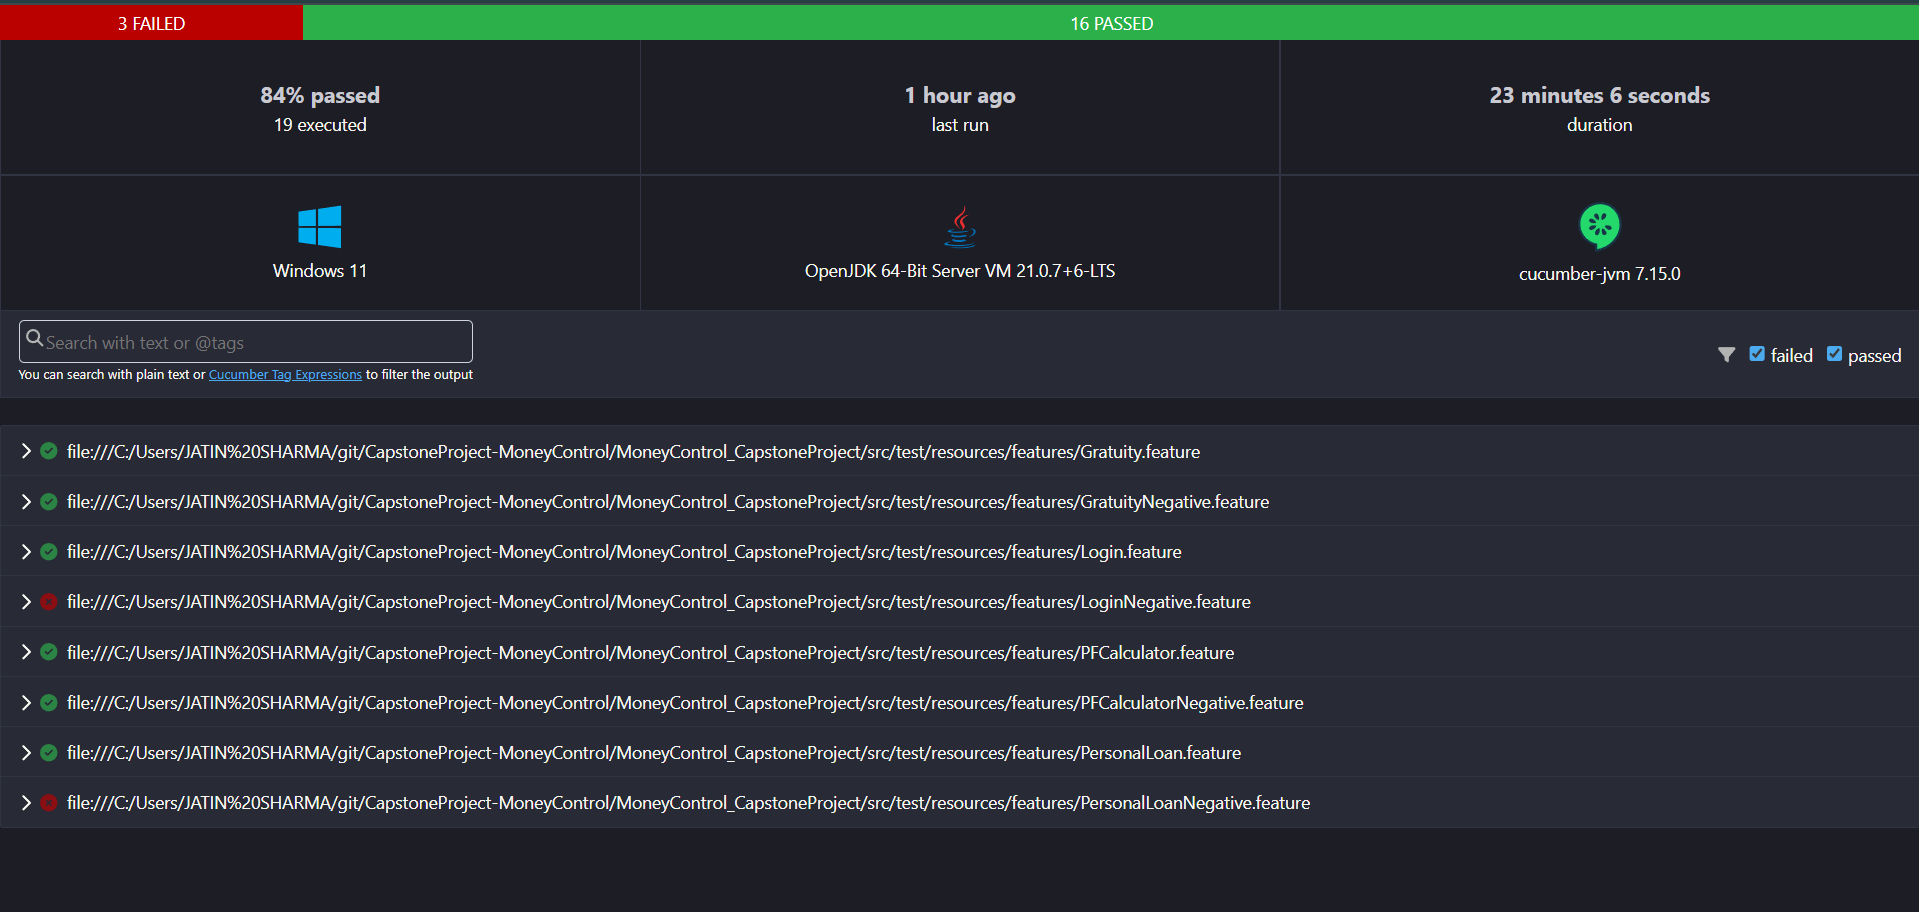 3 FAILED
16 PASSED
84% passed
19 executed
1 hour ago
last run
23 minutes 6 seconds
duration
Windows 11
OpenJDK 64-Bit Server VM 21.0.7+6-LTS
cucumber-jvm 7.15.0
Search with text or @tags
You can search with plain text or Cucumber Tag Expressions to filter the output
failed
passed
file:///C:/Users/JATIN%20SHARMA/git/CapstoneProject-MoneyControl/MoneyControl_CapstoneProject/src/test/resources/features/Gratuity.feature
file:///C:/Users/JATIN%20SHARMA/git/CapstoneProject-MoneyControl/MoneyControl_CapstoneProject/src/test/resources/features/GratuityNegative.feature
file:///C:/Users/JATIN%20SHARMA/git/CapstoneProject-MoneyControl/MoneyControl_CapstoneProject/src/test/resources/features/Login.feature
file:///C:/Users/JATIN%20SHARMA/git/CapstoneProject-MoneyControl/MoneyControl_CapstoneProject/src/test/resources/features/LoginNegative.feature
file:///C:/Users/JATIN%20SHARMA/git/CapstoneProject-MoneyControl/MoneyControl_CapstoneProject/src/test/resources/features/PFCalculator.feature
file:///C:/Users/JATIN%20SHARMA/git/CapstoneProject-MoneyControl/MoneyControl_CapstoneProject/src/test/resources/features/PFCalculatorNegative.feature
file:///C:/Users/JATIN%20SHARMA/git/CapstoneProject-MoneyControl/MoneyControl_CapstoneProject/src/test/resources/features/PersonalLoan.feature
file:///C:/Users/JATIN%20SHARMA/git/CapstoneProject-MoneyControl/MoneyControl_CapstoneProject/src/test/resources/features/PersonalLoanNegative.feature